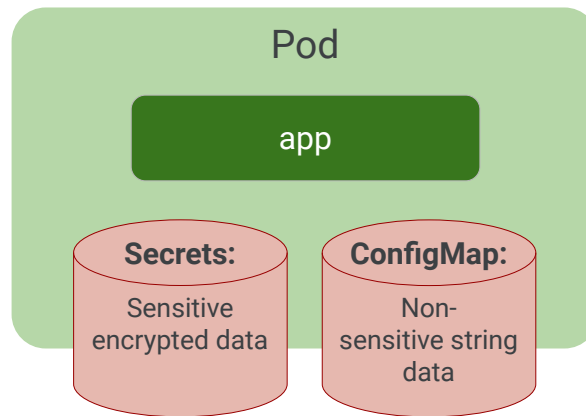 Pod
app
Secrets:
Sensitive
encrypted data
ConfigMap:
Non-
sensitive string
data